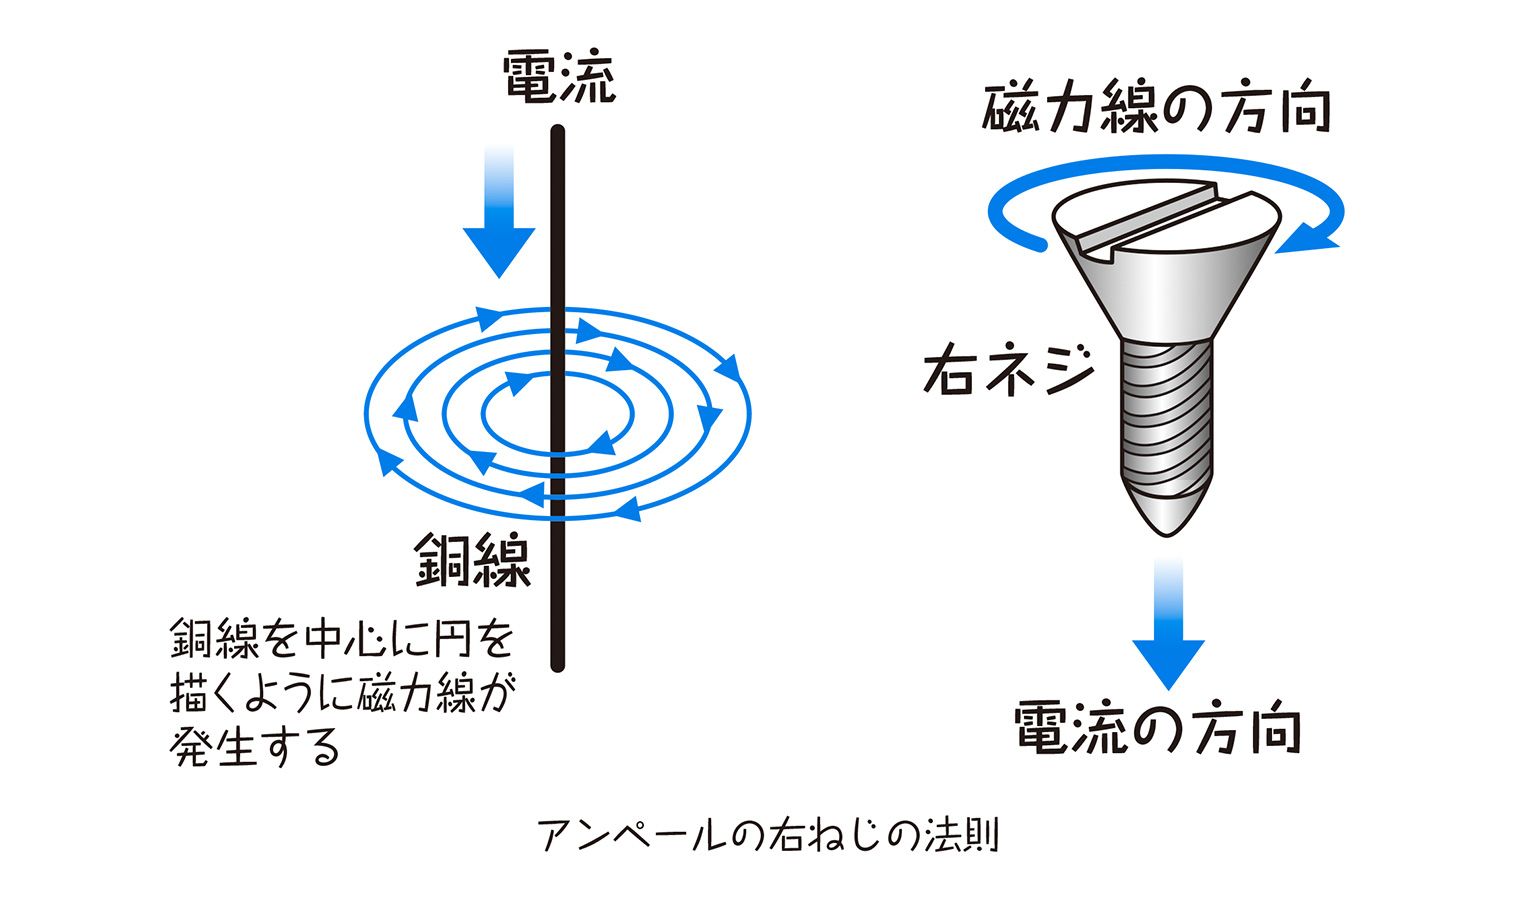 電流
銅線
銅線を中心に円を
描くように磁力線が
発生する
磁力線の方向
右ネジ
電流の方向
アンペールの右ねじの法則